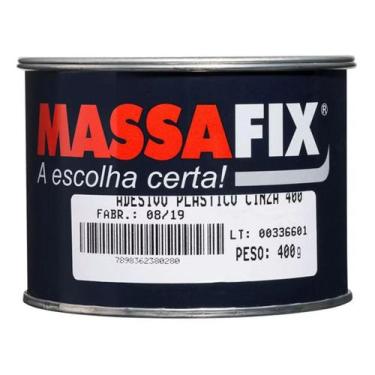 MASSAFIX®
A escolha certa!
ADESIVO PLASTICO CINZA 400
FABR.: 08/19
LT: 00336601
7898362380280
PESO: 400g